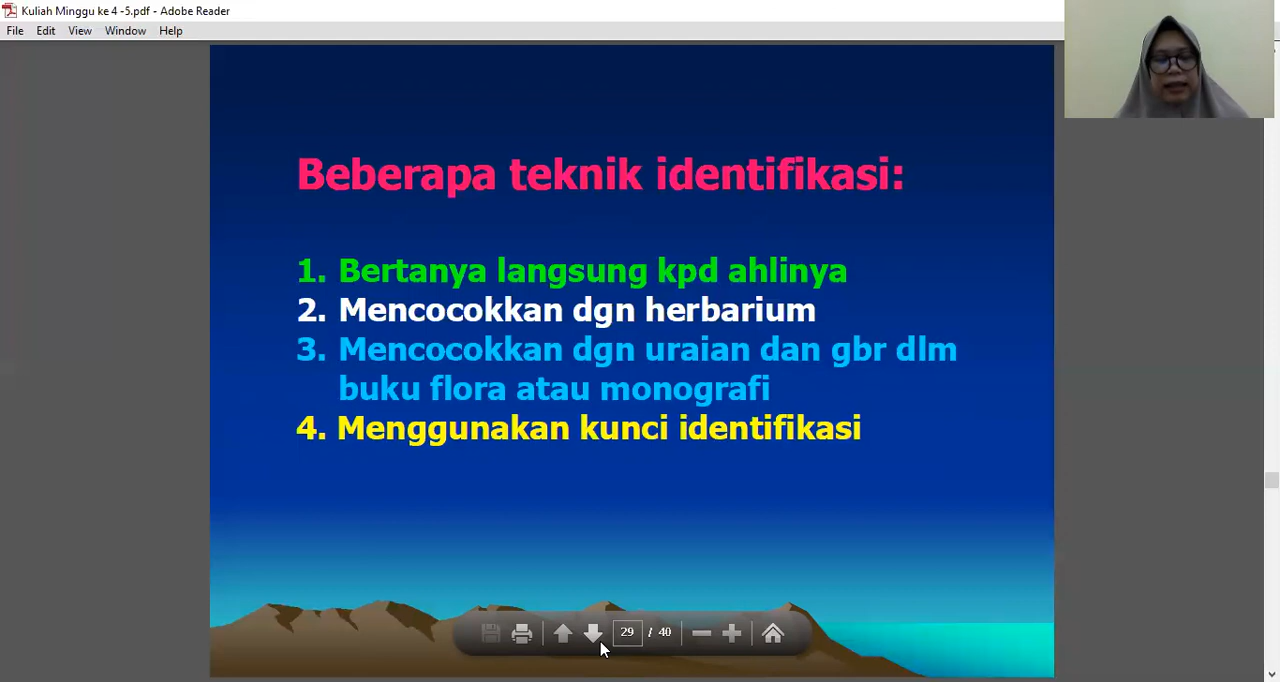 Kuliah Minggu ke 4 -5.pdf - Adobe Reader
File Edit View Window Help
Beberapa teknik identifikasi:
1. Bertanya langsung kpd ahlinya
2. Mencocokkan dgn herbarium
3. Mencocokkan dgn uraian dan gbr dlm
buku flora atau monografi
4. Menggunakan kunci identifikasi
29 / 40